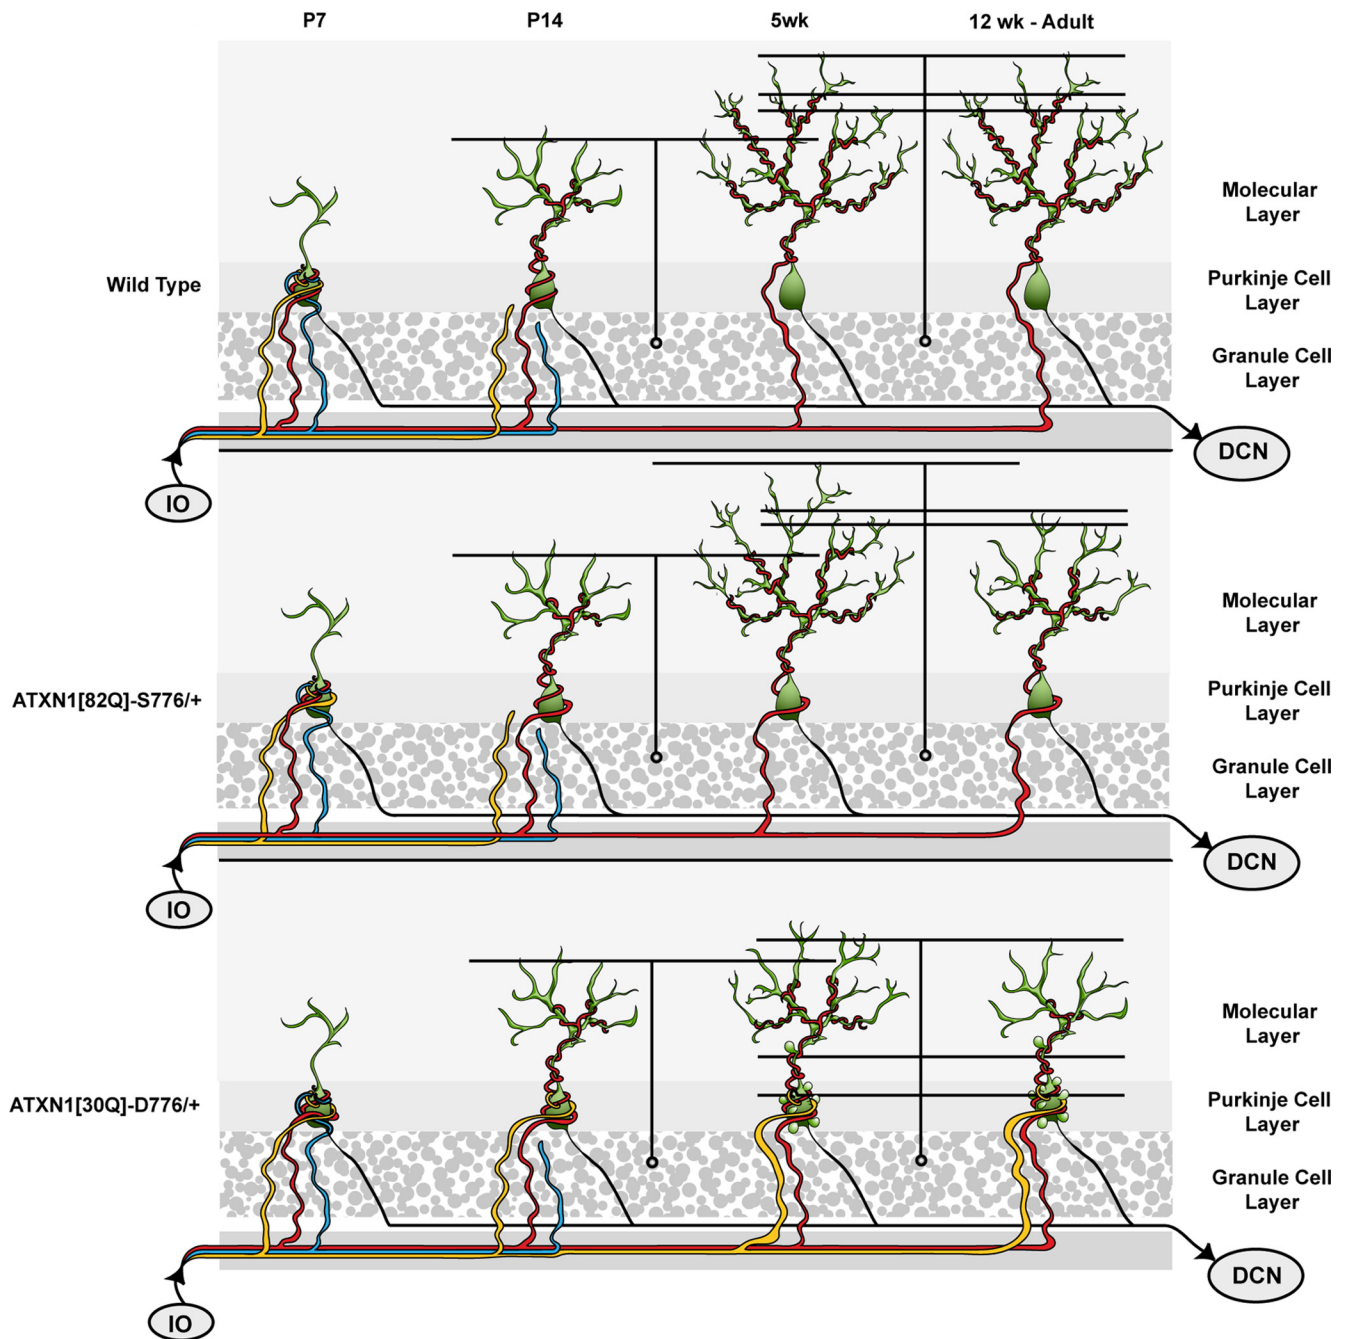 P7 P14 5wk 12 wk - Adult
Molecular
Layer
Wild Type
Purkinje Cell
Layer
Granule Cell
Layer
DCN
IO
Molecular
Layer
ATXN1[82Q]-S776/+
Purkinje Cell
Layer
Granule Cell
Layer
DCN
IO
Molecular
Layer
ATXN1[30Q]-D776/+
Purkinje Cell
Layer
Granule Cell
Layer
DCN
IO